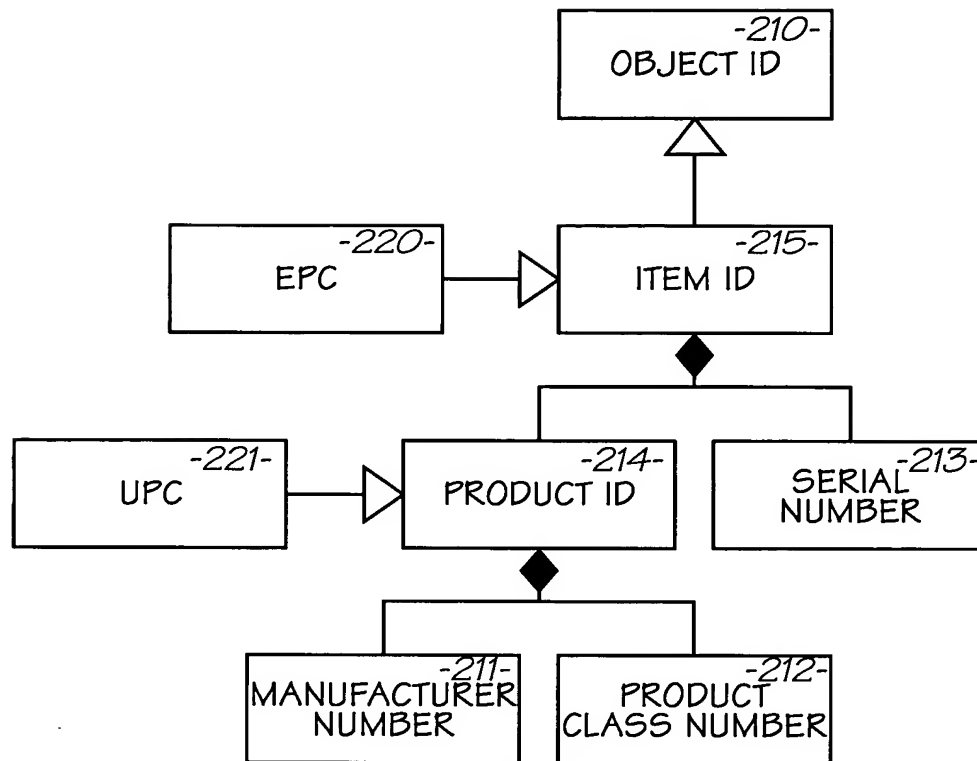 -210-
OBJECT ID
-220-
EPC
-215-
ITEM ID
-221-
UPC
-214-
PRODUCT ID
-213-
SERIAL
NUMBER
-211-
MANUFACTURER
NUMBER
-212-
PRODUCT
CLASS NUMBER